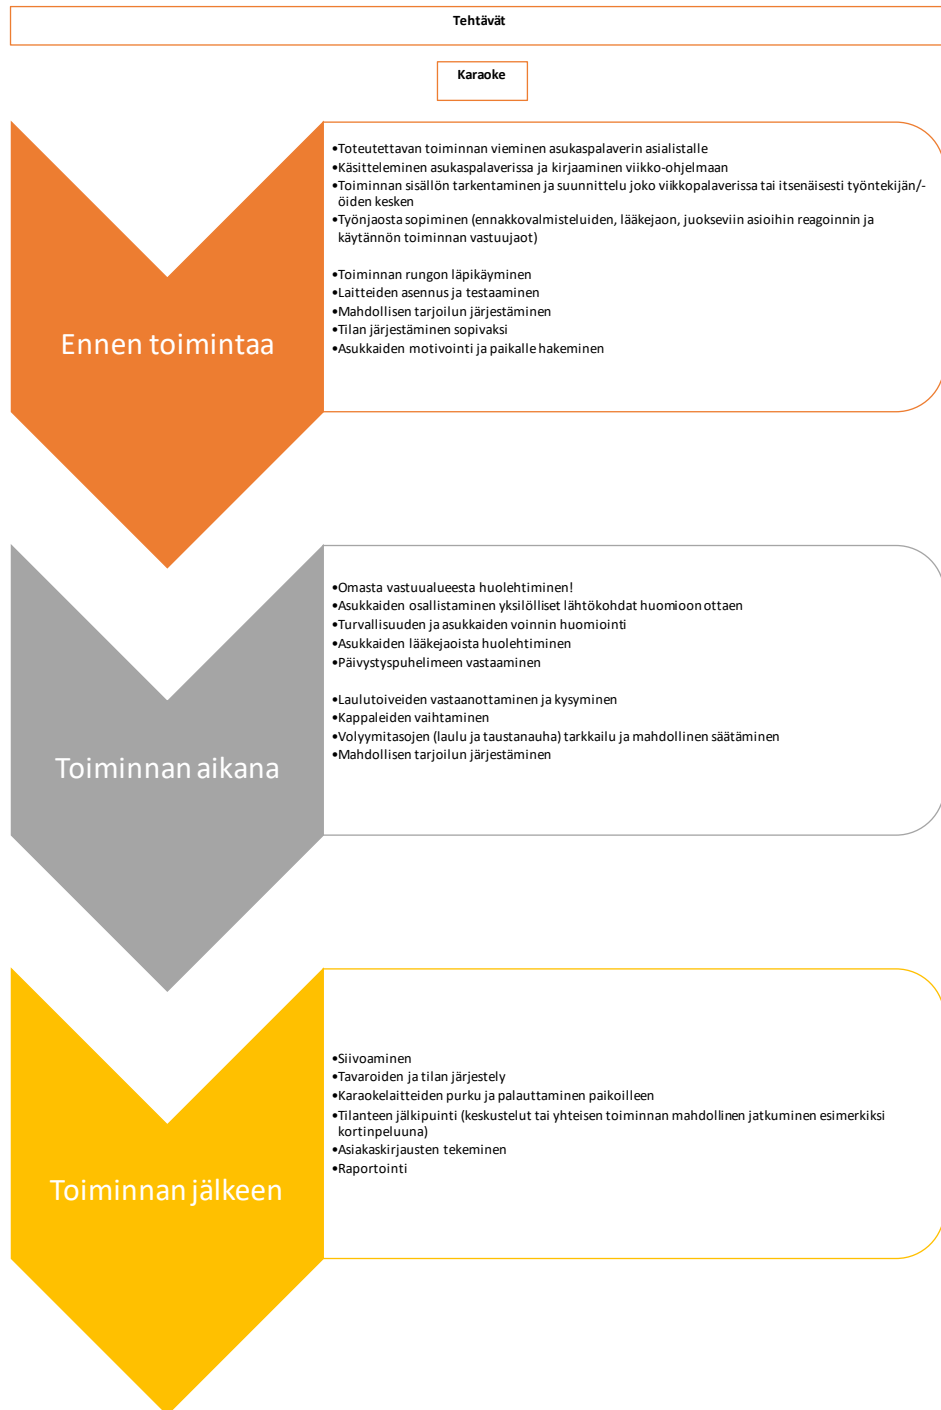 Tehtävät
Karaoke
Ennen toimintaa
•Toteutettavan toiminnan vieminen asukaspalaverin asialistalle
•Käsitteleminen asukaspalaverissa ja kirjaaminen viikko-ohjelmaan
•Toiminnan sisällön tarkentaminen ja suunnittelu joko viikkopalaverissa tai itsenäisesti työntekijän/-
öiden kesken
•Työnjaosta sopiminen (ennakkovalmisteluiden, lääkejaon, juokseviin asioihin reagoinnin ja
käytännön toiminnan vastuujaot)
•Toiminnan rungon läpikäyminen
•Laitteiden asennus ja testaaminen
•Mahdollisen tarjoilun järjestäminen
•Tilan järjestäminen sopivaksi
•Asukkaiden motivointi ja paikalle hakeminen
Toiminnan aikana
•Omasta vastuualueesta huolehtiminen!
•Asukkaiden osallistaminen yksilölliset lähtökohdat huomioon ottaen
•Turvallisuuden ja asukkaiden voinnin huomiointi
•Asukkaiden lääkejaoista huolehtiminen
•Päivystyspuhelimeen vastaaminen
•Laulutoiveiden vastaanottaminen ja kysyminen
•Kappaleiden vaihtaminen
•Volyymitasojen (laulu ja taustanauha) tarkkailu ja mahdollinen säätäminen
•Mahdollisen tarjoilun järjestäminen
Toiminnan jälkeen
•Siivoaminen
•Tavaroiden ja tilan järjestely
•Karaokelaitteiden purku ja palauttaminen paikoilleen
•Tilanteen jälkipuinti (keskustelut tai yhteisen toiminnan mahdollinen jatkuminen esimerkiksi
kortinpeluuna)
•Asiakaskirjausten tekeminen
•Raportointi